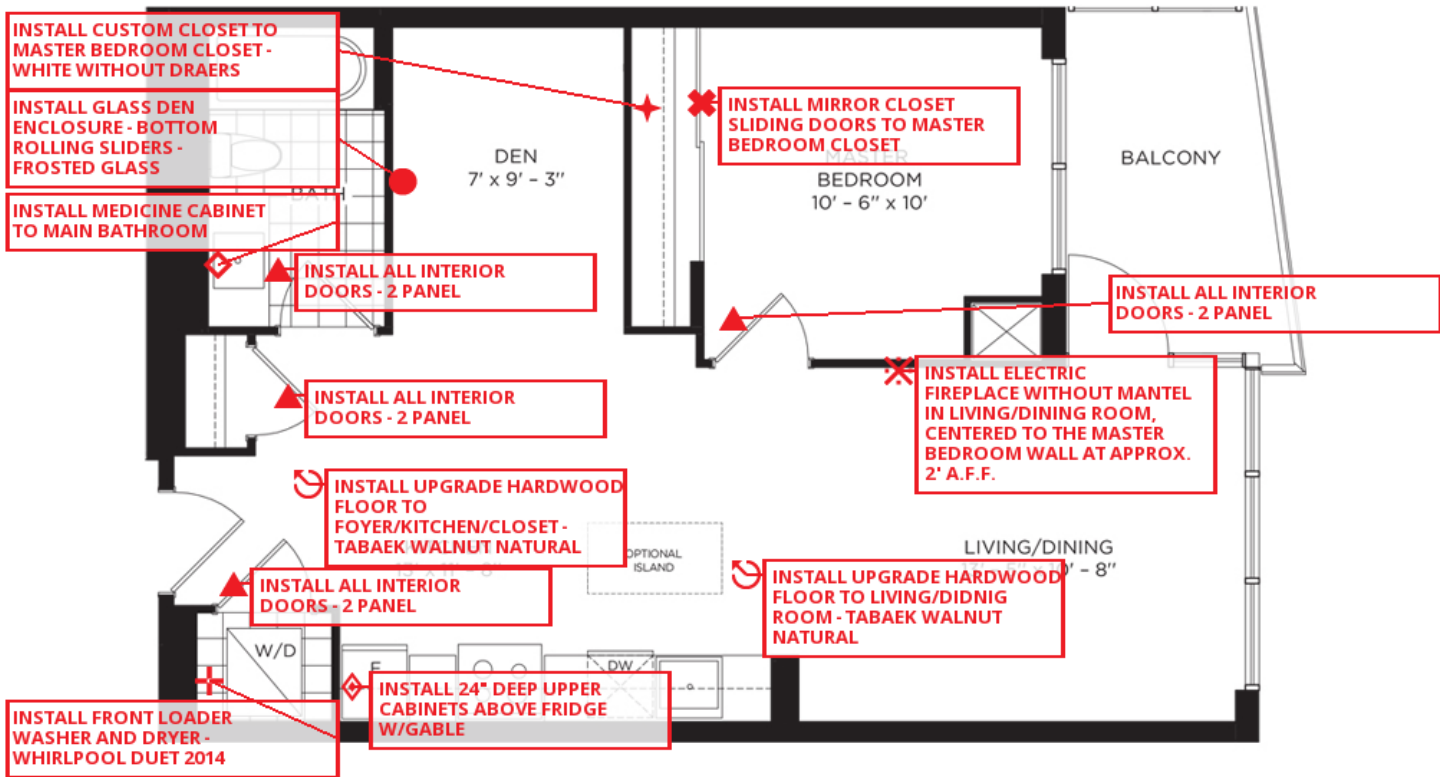 INSTALL CUSTOM CLOSET TO
MASTER BEDROOM CLOSET -
WHITE WITHOUT DRAERS
INSTALL GLASS DEN
ENCLOSURE - BOTTOM
ROLLING SLIDERS -
FROSTED GLASS
INSTALL MEDICINE CABINET
TO MAIN BATHROOM
BATH
INSTALL ALL INTERIOR
DOORS - 2 PANEL
DEN
7' x 9' – 3"
INSTALL MIRROR CLOSET
SLIDING DOORS TO MASTER
BEDROOM CLOSET
MASTER
BEDROOM
10' – 6" x 10'
BALCONY
INSTALL ALL INTERIOR
DOORS - 2 PANEL
INSTALL ALL INTERIOR
DOORS - 2 PANEL
INSTALL ELECTRIC
FIREPLACE WITHOUT MANTEL
IN LIVING/DINING ROOM,
CENTERED TO THE MASTER
BEDROOM WALL AT APPROX.
2' A.F.F.
INSTALL UPGRADE HARDWOOD
FLOOR TO
FOYER/KITCHEN/CLOSET -
TABAEK WALNUT NATURAL
OPTIONAL
ISLAND
LIVING/DINING
10' – 8"
INSTALL UPGRADE HARDWOOD
FLOOR TO LIVING/DIDNIG
ROOM - TABAEK WALNUT
NATURAL
INSTALL ALL INTERIOR
DOORS - 2 PANEL
W/D
F
DW
INSTALL 24" DEEP UPPER
CABINETS ABOVE FRIDGE
W/GABLE
INSTALL FRONT LOADER
WASHER AND DRYER -
WHIRLPOOL DUET 2014